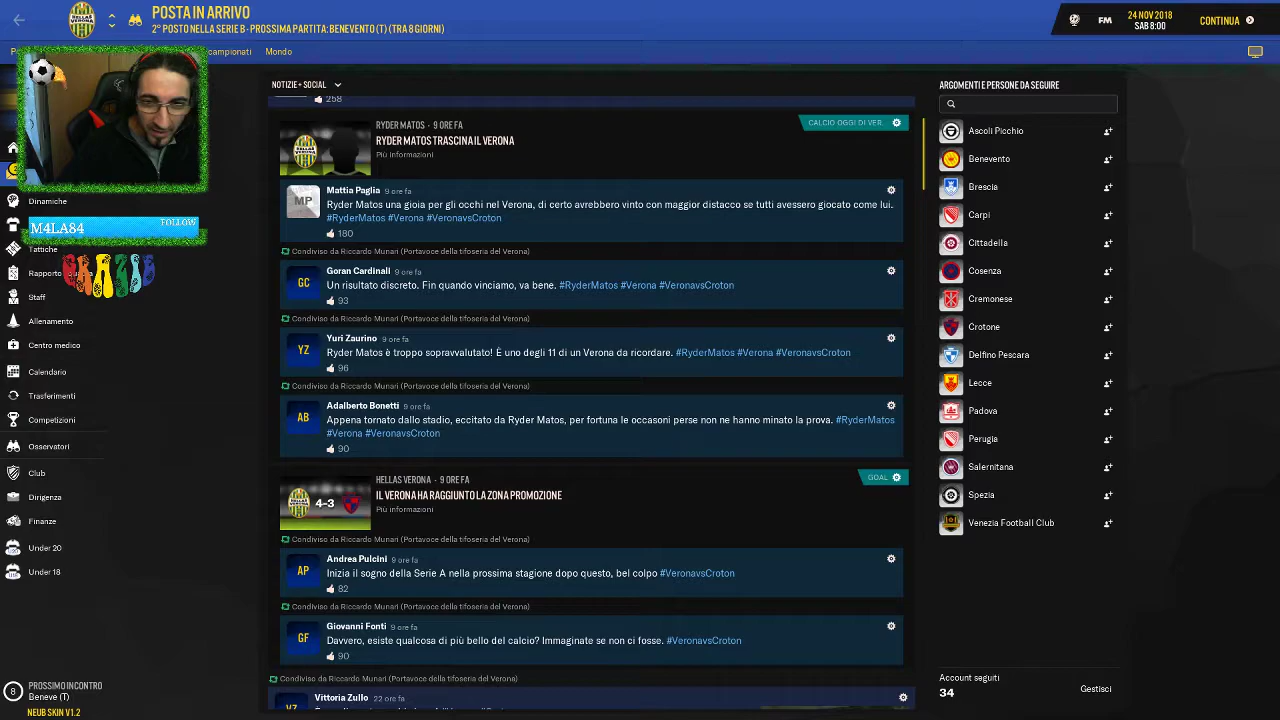 POSTA IN ARRIVO
2° POSTO NELLA SERIE B - PROSSIMA PARTITA: BENEVENTO (T) (TRA 8 GIORNI)
FM
24 NOV 2018
SAB 8:00
CONTINUA
Mondo
NOTIZIE + SOCIAL
258
RYDER MATOS - 9 ORE FA
CALCIO OGGI DI VER...
RYDER MATOS TRASCINA IL VERONA
Più informazioni
MP
Mattia Paglia 9 ore fa
Ryder Matos una gioia per gli occhi nel Verona, di certo avrebbero vinto con maggior distacco se tutti avessero giocato come lui.
#RyderMatos #Verona #VeronavsCroton
180
Condiviso da Riccardo Munari (Portavoce della tifoseria del Verona)
GC
Goran Cardinali 9 ore fa
Un risultato discreto. Fin quando vinciamo, va bene. #RyderMatos #Verona #VeronavsCroton
93
Condiviso da Riccardo Munari (Portavoce della tifoseria del Verona)
YZ
Yuri Zaurino 9 ore fa
Ryder Matos è troppo sopravvalutato! È uno degli 11 di un Verona da ricordare. #RyderMatos #Verona #VeronavsCroton
96
Condiviso da Riccardo Munari (Portavoce della tifoseria del Verona)
AB
Adalberto Bonetti 9 ore fa
Appena tornato dallo stadio, eccitato da Ryder Matos, per fortuna le occasoni perse non ne hanno minato la prova. #RyderMatos
#Verona #VeronavsCroton
90
HELLAS VERONA - 9 ORE FA
GOAL
4-3
IL VERONA HA RAGGIUNTO LA ZONA PROMOZIONE
Più informazioni
Condiviso da Riccardo Munari (Portavoce della tifoseria del Verona)
AP
Andrea Pulcini 9 ore fa
Inizia il sogno della Serie A nella prossima stagione dopo questo, bel colpo #VeronavsCroton
82
Condiviso da Riccardo Munari (Portavoce della tifoseria del Verona)
GF
Giovanni Fonti 9 ore fa
Davvero, esiste qualcosa di più bello del calcio? Immaginate se non ci fosse. #VeronavsCroton
90
Condiviso da Riccardo Munari (Portavoce della tifoseria del Verona)
Vittoria Zullo 22 ore fa
ARGOMENTI E PERSONE DA SEGUIRE
Ascoli Picchio
Benevento
Brescia
Carpi
Cittadella
Cosenza
Cremonese
Crotone
Delfino Pescara
Lecce
Padova
Perugia
Salernitana
Spezia
Venezia Football Club
Account seguiti
34
Gestisci
Dinamiche
M4LA84
FOLLOW
Tattiche
GRAZIE
Staff
Allenamento
Centro medico
Calendario
Trasferimenti
Competizioni
Osservatori
Club
Dirigenza
Finanze
Under 20
Under 18
8
PROSSIMO INCONTRO
Beneve (T)
NEUB SKIN V1.2